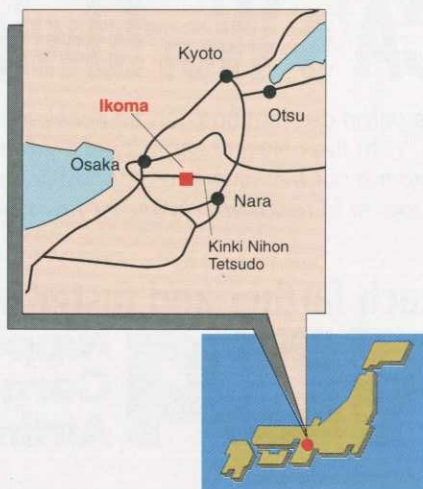 Kyoto
Ikoma
Otsu
Osaka
Nara
Kinki Nihon
Tetsudo